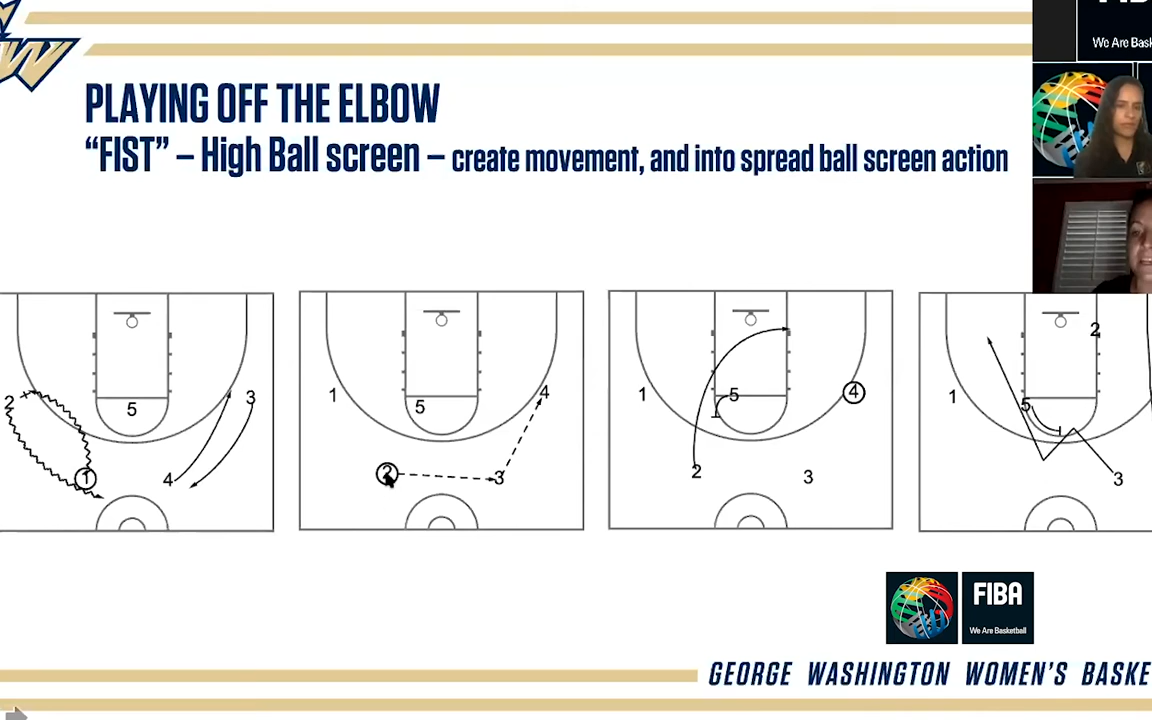 We Are Bask
PLAYING OFF THE ELBOW
“FIST” – High Ball screen – create movement, and into spread ball screen action
2 5 3 1 4
1 5 4 2 3
1 5 4 2 3
2 1 5 3
FIBA
We Are Basketball
GEORGE WASHINGTON WOMEN'S BASKE